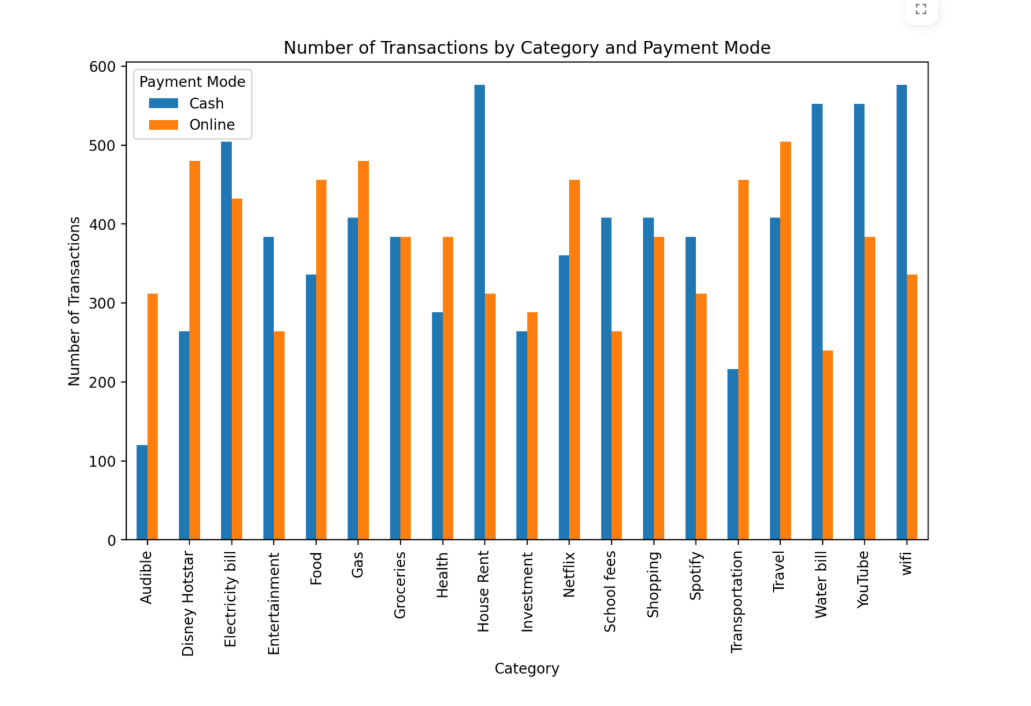 Number of Transactions by Category and Payment Mode
Payment Mode
Cash
Online
Number of Transactions
600
500
400
300
200
100
0
Audible
Disney Hotstar
Electricity bill
Entertainment
Food
Gas
Groceries
Health
House Rent
Investment
Netflix
School fees
Shopping
Spotify
Transportation
Travel
Water bill
YouTube
wifi
Category